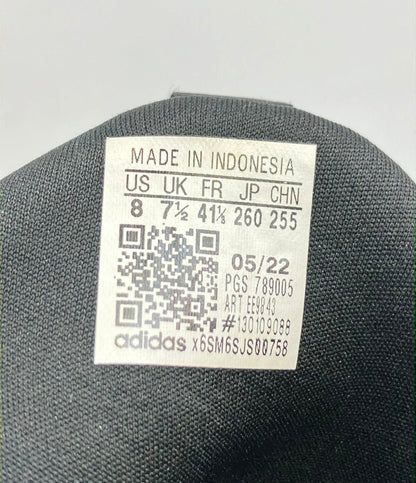 MADE IN INDONESIA
US UK FR JP CHN
8 7½ 41⅓ 260 255
05/22
PGS 789005
ART EE9843
#130109088
adidas x6SM6SJS00758